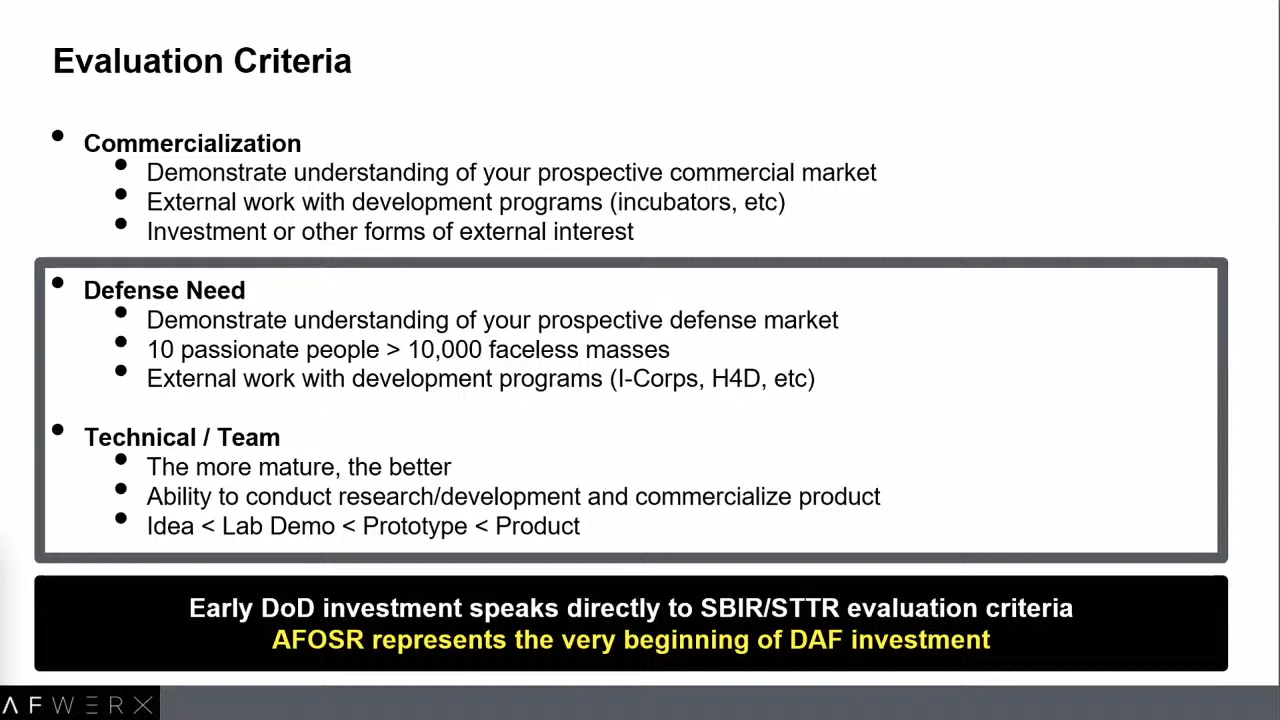 Evaluation Criteria
• Commercialization
• Demonstrate understanding of your prospective commercial market
• External work with development programs (incubators, etc)
• Investment or other forms of external interest
• Defense Need
• Demonstrate understanding of your prospective defense market
• 10 passionate people > 10,000 faceless masses
• External work with development programs (I-Corps, H4D, etc)
• Technical / Team
• The more mature, the better
• Ability to conduct research/development and commercialize product
• Idea < Lab Demo < Prototype < Product
Early DoD investment speaks directly to SBIR/STTR evaluation criteria
AFOSR represents the very beginning of DAF investment
AFWERX